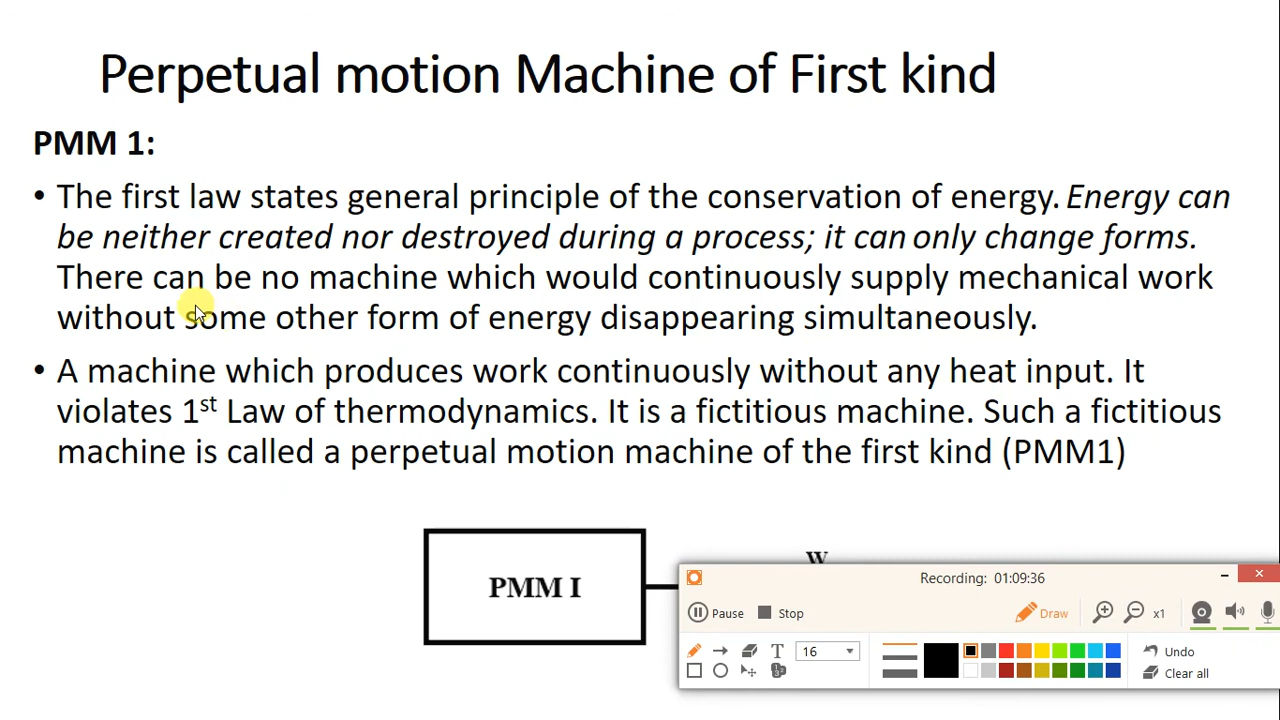 Perpetual motion Machine of First kind
PMM 1:
• The first law states general principle of the conservation of energy. Energy can
be neither created nor destroyed during a process; it can only change forms.
There can be no machine which would continuously supply mechanical work
without some other form of energy disappearing simultaneously.
• A machine which produces work continuously without any heat input. It
violates 1st Law of thermodynamics. It is a fictitious machine. Such a fictitious
machine is called a perpetual motion machine of the first kind (PMM1)
W
PMM I
Recording: 01:09:36
Pause Stop Draw x1
T 16 Undo
Clear all